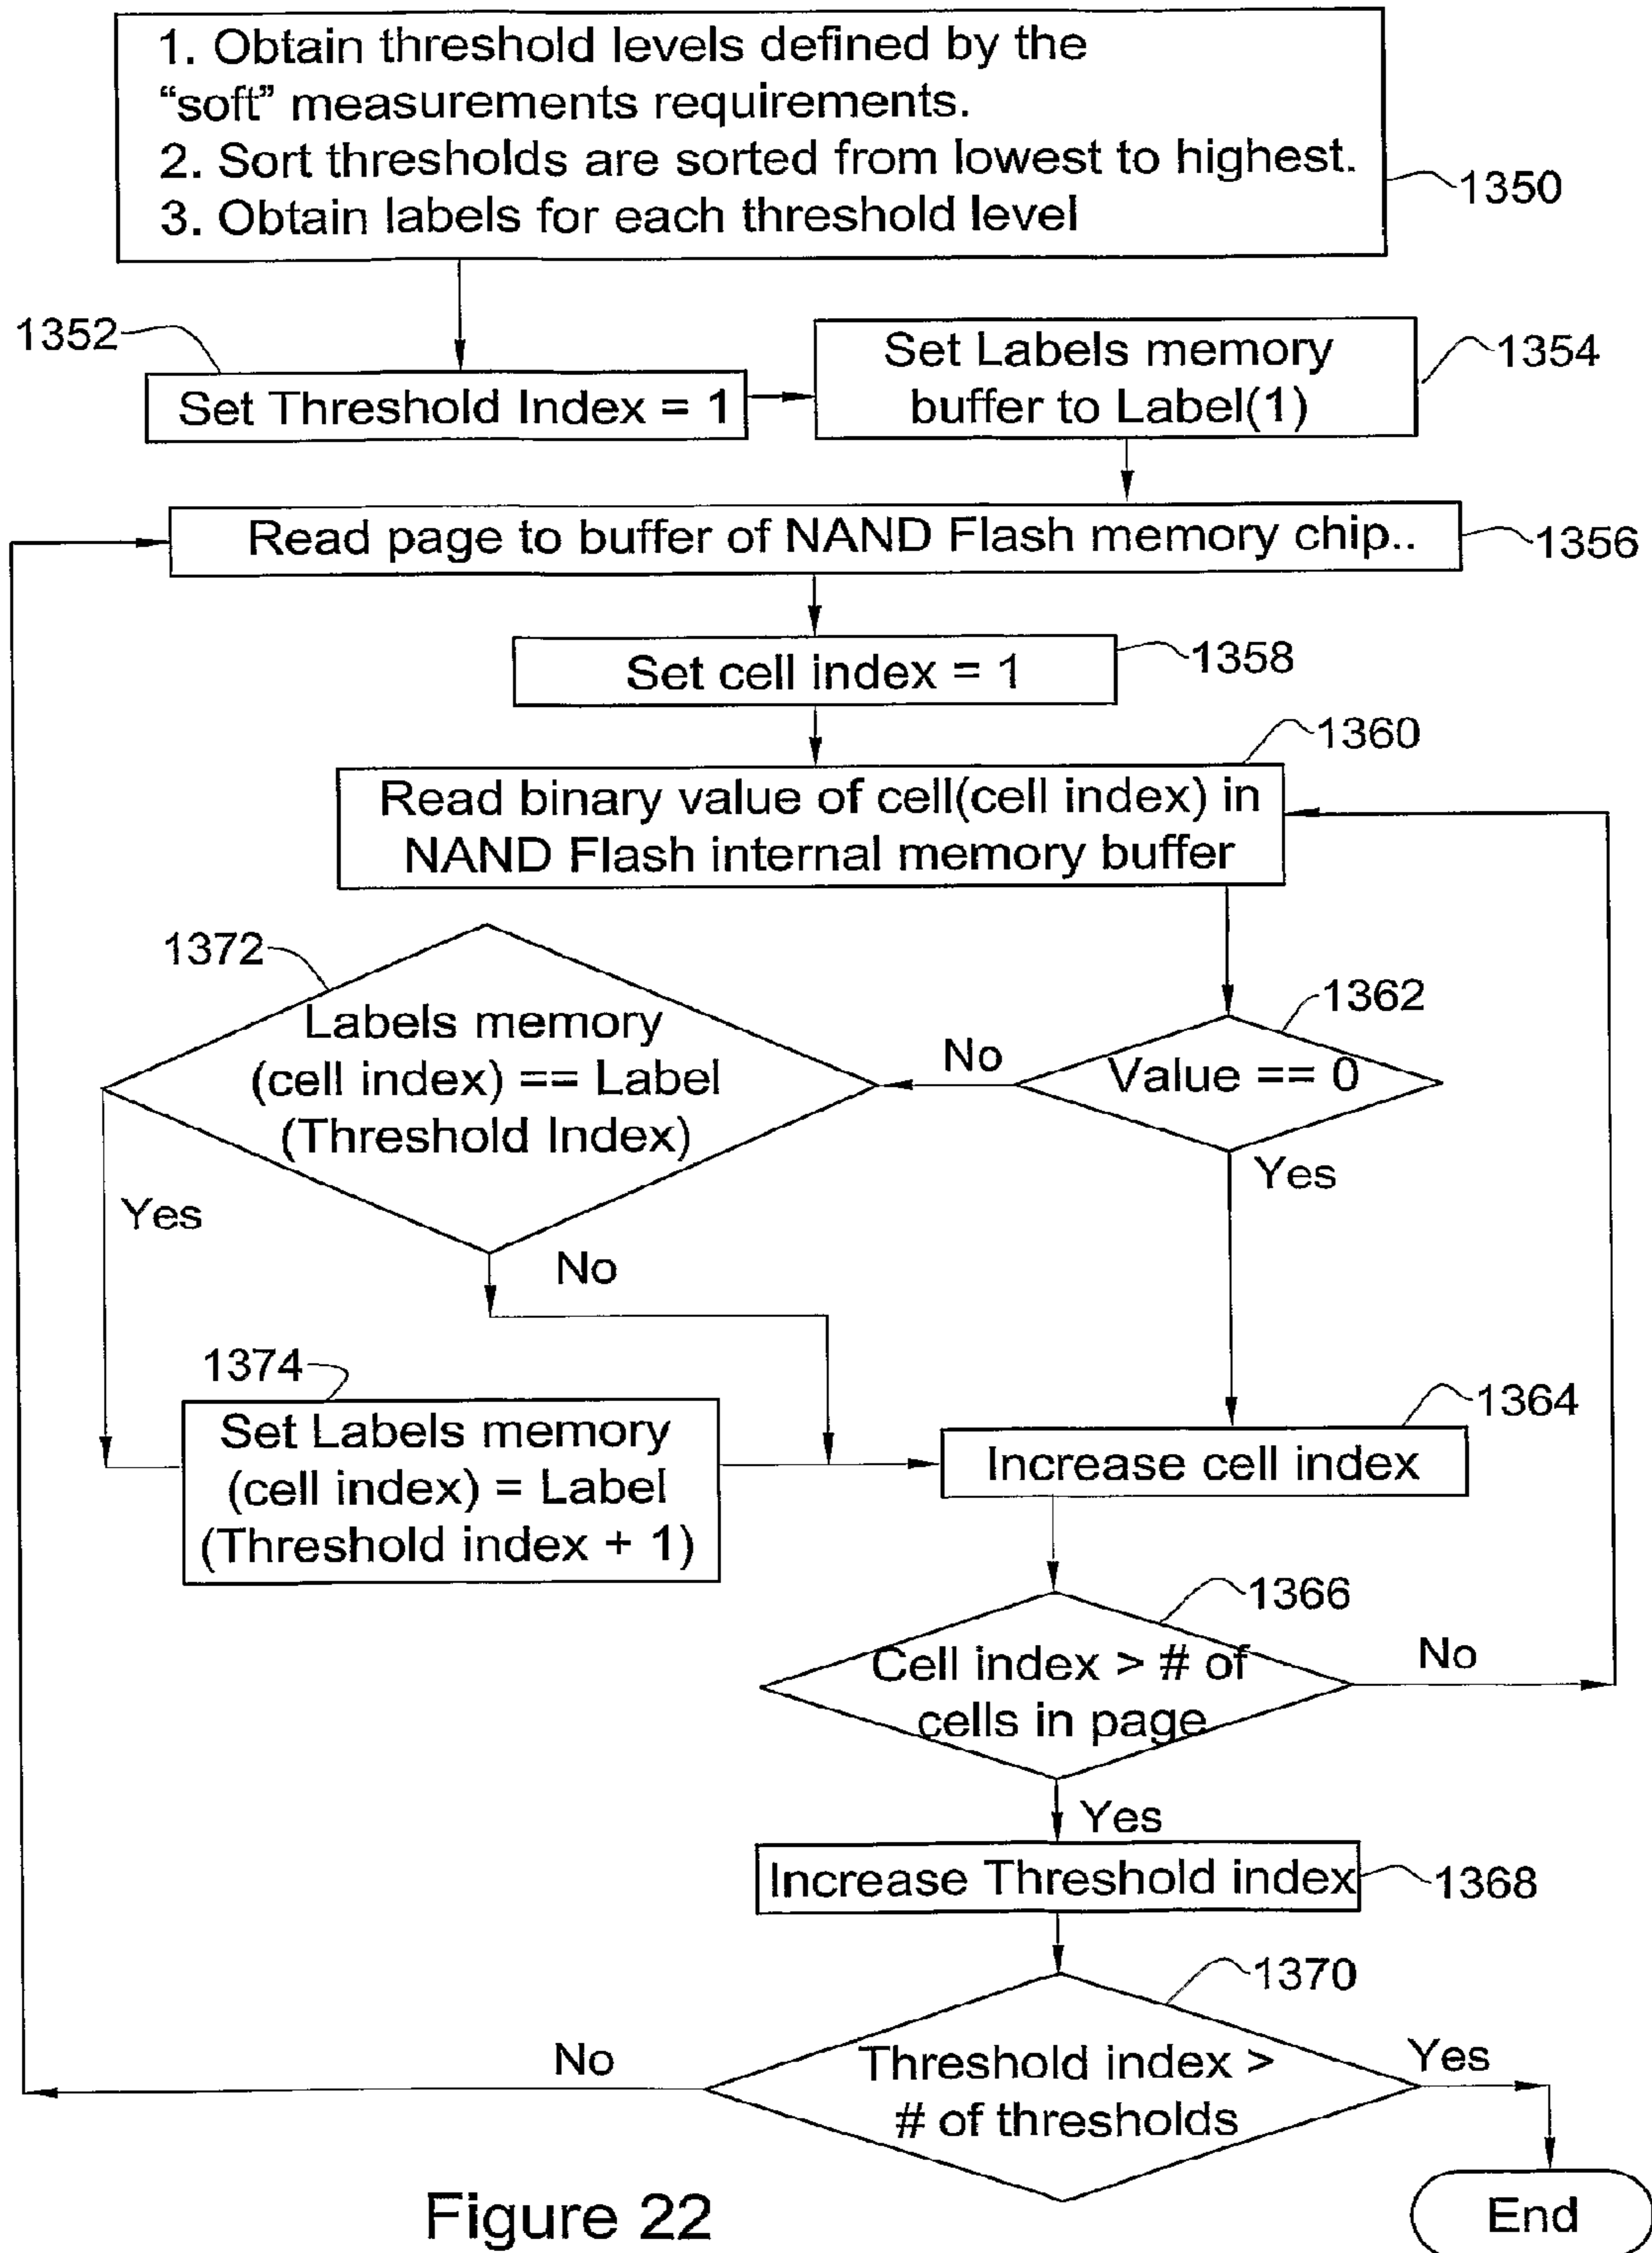 1. Obtain threshold levels defined by the
“soft” measurements requirements.
2. Sort thresholds are sorted from lowest to highest.
3. Obtain labels for each threshold level
1350
1352
Set Threshold Index = 1
Set Labels memory
buffer to Label(1)
1354
Read page to buffer of NAND Flash memory chip..
1356
Set cell index = 1
1358
1360
Read binary value of cell(cell index) in
NAND Flash internal memory buffer
1372
Labels memory
(cell index) == Label
(Threshold Index)
1362
No
Value == 0
Yes
Yes
No
1374
Set Labels memory
(cell index) = Label
(Threshold index + 1)
1364
Increase cell index
1366
Cell index > # of
cells in page
No
Yes
Increase Threshold index
1368
1370
No
Threshold index >
# of thresholds
Yes
End
Figure 22